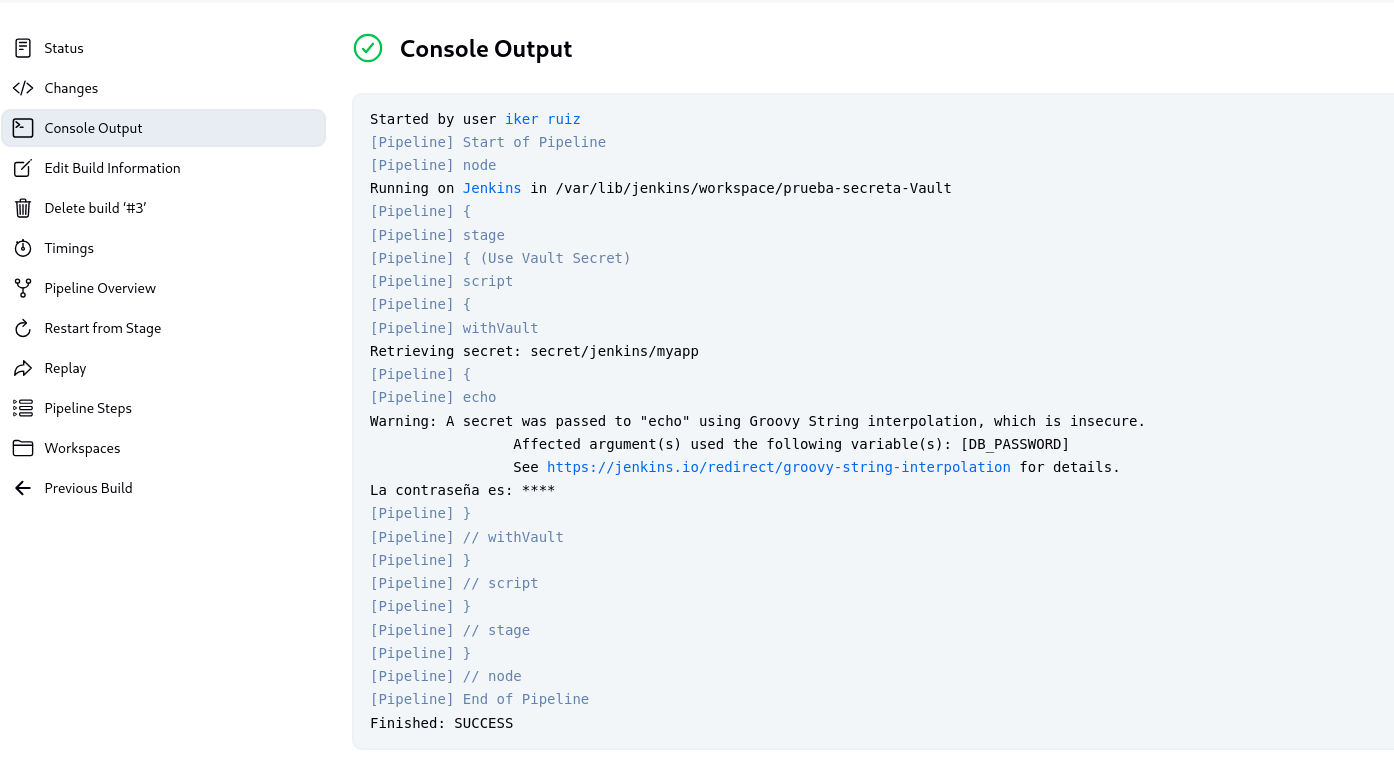 Status
Changes
Console Output
Edit Build Information
Delete build ‘#3’
Timings
Pipeline Overview
Restart from Stage
Replay
Pipeline Steps
Workspaces
Previous Build
Console Output
Started by user iker ruiz
[Pipeline] Start of Pipeline
[Pipeline] node
Running on Jenkins in /var/lib/jenkins/workspace/prueba-secreta-Vault
[Pipeline] {
[Pipeline] stage
[Pipeline] { (Use Vault Secret)
[Pipeline] script
[Pipeline] {
[Pipeline] withVault
Retrieving secret: secret/jenkins/myapp
[Pipeline] {
[Pipeline] echo
Warning: A secret was passed to "echo" using Groovy String interpolation, which is insecure.
Affected argument(s) used the following variable(s): [DB_PASSWORD]
See https://jenkins.io/redirect/groovy-string-interpolation for details.
La contraseña es: ****
[Pipeline] }
[Pipeline] // withVault
[Pipeline] }
[Pipeline] // script
[Pipeline] }
[Pipeline] // stage
[Pipeline] }
[Pipeline] // node
[Pipeline] End of Pipeline
Finished: SUCCESS